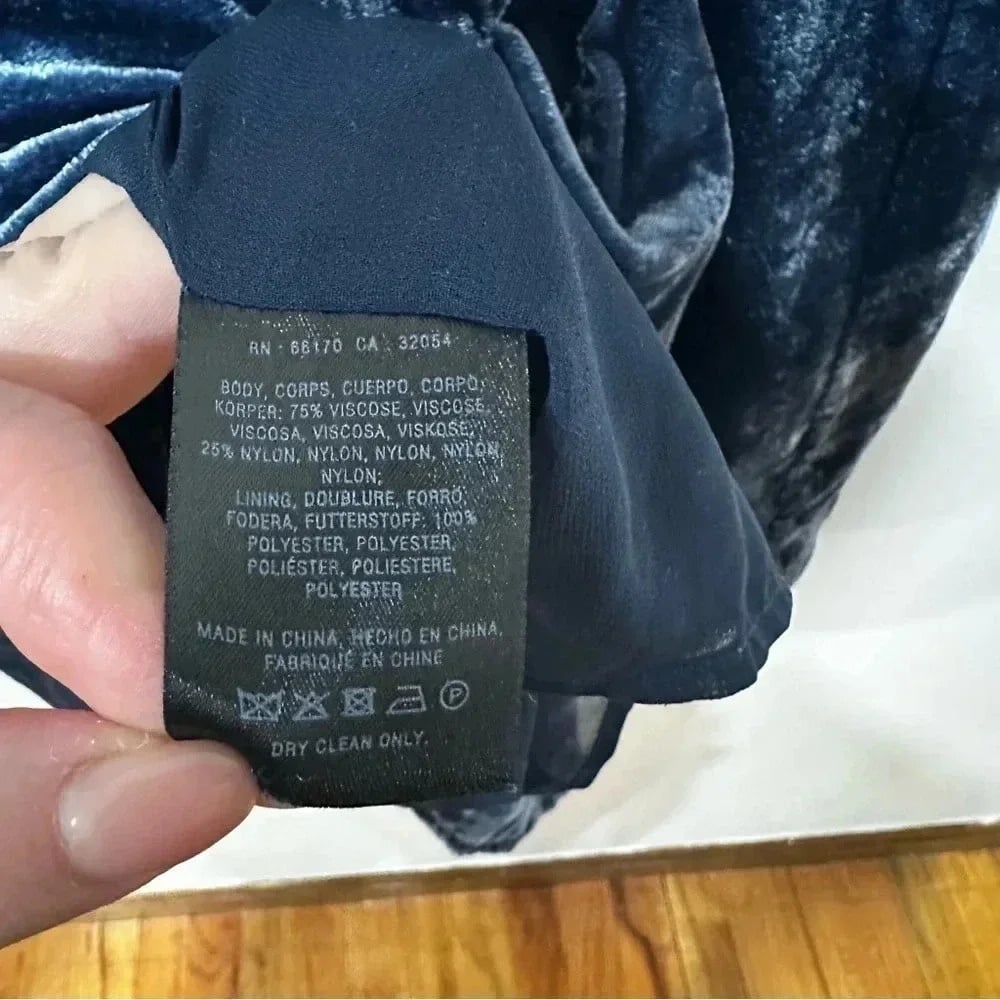 RN · 66170 CA . 32054
BODY, CORPS, CUERPO, CORPO,
KÖRPER: 75% VISCOSE, VISCOSE,
VISCOSA, VISCOSA, VISKOSE,
25% NYLON, NYLON, NYLON, NYLON,
NYLON;
LINING, DOUBLURE, FORRO,
FODERA, FUTTERSTOFF: 100%
POLYESTER, POLYESTER,
POLIÉSTER, POLIESTERE,
POLYESTER
MADE IN CHINA, HECHO EN CHINA,
FABRIQUÉ EN CHINE
P
DRY CLEAN ONLY.